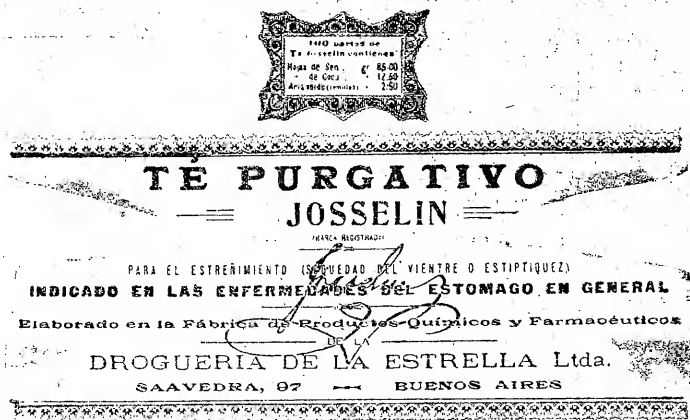 100 partes de
Te Josselin contienen
Hojas de Sen . gr 85.00
" de Coca . " 12.50
" 2.50
TÉ PURGATIVO
JOSSELIN
(MARCA REGISTRADA)
PARA EL ESTREÑIMIENTO (SEQUEDAD DEL VIENTRE O ESTIPTIQUEZ)
INDICADO EN LAS ENFERMEDADES DEL ESTOMAGO EN GENERAL
Elaborado en la Fábrica de Productos Químicos y Farmacéuticos
DE LA
DROGUERIA DE LA ESTRELLA Ltda.
SAAVEDRA, 97 — BUENOS AIRES